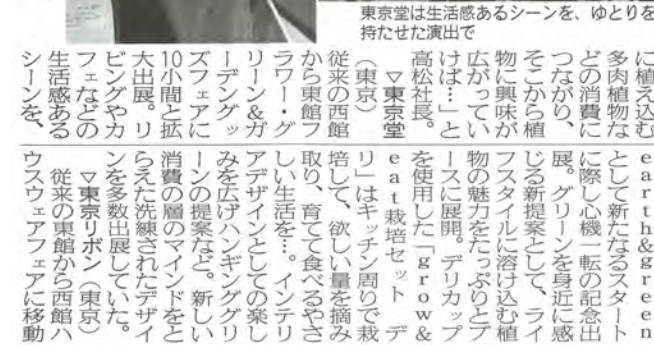 東京堂は生活感あるシーンを、ゆとりを
持たせた演出で
に植え込む
多肉植物な
どの消費に
つながり、
そこから植
物に興味が
広がってい
けば…」と
高松社長。
▽東京堂
(東京)
従来の西館
から東館フ
ラワー・グ
リーン&ガ
ーデングッ
ズフェアに
10小間と拡
大出展。リ
ビングやカ
フェなどの
生活感ある
シーンを、
earth&green
として新たなるスタート
に際し心機一転の記念出
展。グリーンを身近に感
じる新提案として、ライ
フスタイルに溶け込む植
物の魅力をたっぷりとブ
ースに展開。デリカップ
を使用した「grow&
eat栽培セット デ
リ」はキッチン周りで栽
培して、欲しい量を摘み
取り、育てて食べるやさ
しい生活を…。インテリ
アデザインとしての楽し
みを広げハンギンググリ
ーンの提案など。新しい
消費の層のマインドをと
らえた洗練されたデザイ
ンを多数出展していた。
▽東京リボン(東京)
従来の東館から西館ハ
ウスウェアフェアに移動